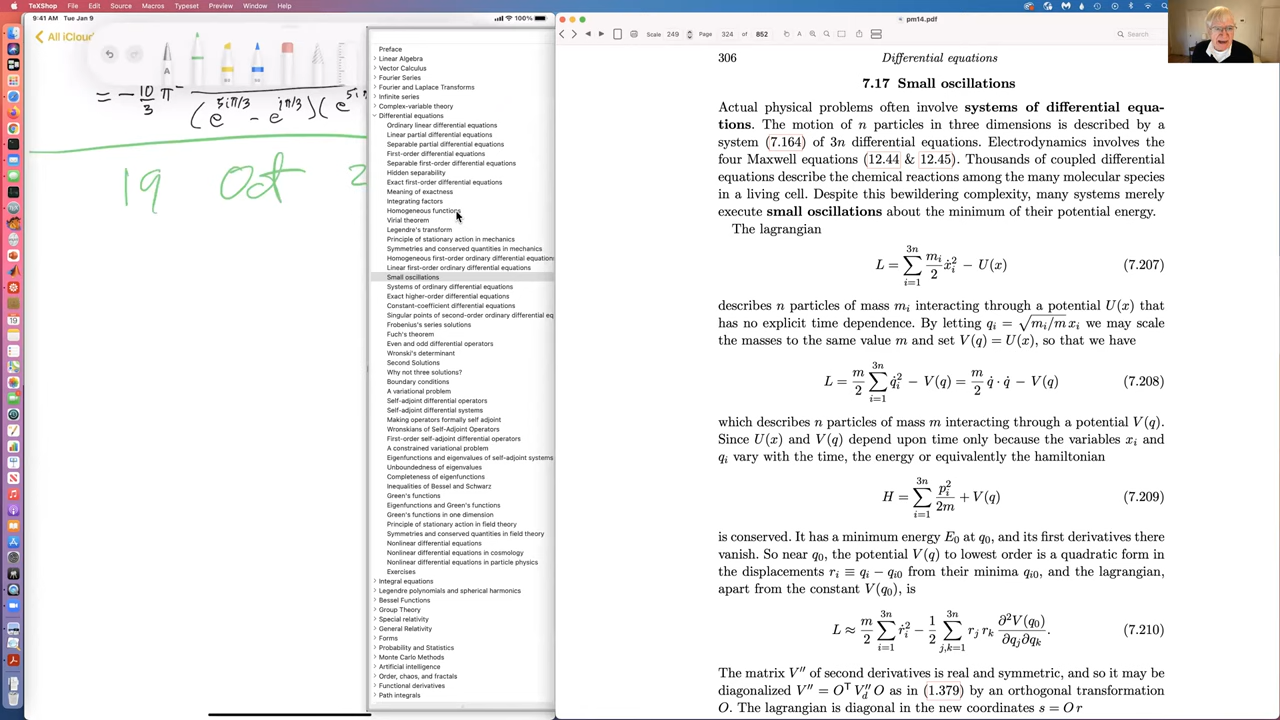 TeXShop File Edit Source Macros Typeset Preview Window Help
9:41 AM Tue Jan 9
100%
All iCloud
= -10/3 π -
(e^5iπ/3 - e^iπ/3)(e^5i
19 Oct 2
Preface
Linear Algebra
Vector Calculus
Fourier Series
Fourier and Laplace Transforms
Infinite series
Complex-variable theory
Differential equations
Ordinary linear differential equations
Linear partial differential equations
Separable partial differential equations
First-order differential equations
Separable first-order differential equations
Hidden separability
Exact first-order differential equations
Meaning of exactness
Integrating factors
Homogeneous functions
Virial theorem
Legendre's transform
Principle of stationary action in mechanics
Symmetries and conserved quantities in mechanics
Homogeneous first-order ordinary differential equations
Linear first-order ordinary differential equations
Small oscillations
Systems of ordinary differential equations
Exact higher-order differential equations
Constant-coefficient differential equations
Singular points of second-order ordinary differential eq
Frobenius's series solutions
Fuch's theorem
Even and odd differential operators
Wronski's determinant
Second Solutions
Why not three solutions?
Boundary conditions
A variational problem
Self-adjoint differential operators
Self-adjoint differential systems
Making operators formally self adjoint
Wronskians of Self-Adjoint Operators
First-order self-adjoint differential operators
A constrained variational problem
Eigenfunctions and eigenvalues of self-adjoint systems
Unboundedness of eigenvalues
Completeness of eigenfunctions
Inequalities of Bessel and Schwarz
Green's functions
Eigenfunctions and Green's functions
Green's functions in one dimension
Principle of stationary action in field theory
Symmetries and conserved quantities in field theory
Nonlinear differential equations
Nonlinear differential equations in cosmology
Nonlinear differential equations in particle physics
Exercises
Integral equations
Legendre polynomials and spherical harmonics
Bessel Functions
Group Theory
Special relativity
General Relativity
Forms
Probability and Statistics
Monte Carlo Methods
Artificial intelligence
Order, chaos, and fractals
Functional derivatives
Path integrals
pm14.pdf
Scale 249 Page 324 of 852 Search
306 Differential equations
7.17 Small oscillations
Actual physical problems often involve systems of differential equa-
tions. The motion of n particles in three dimensions is described by a
system (7.164) of 3n differential equations. Electrodynamics involves the
four Maxwell equations (12.44 & 12.45). Thousands of coupled differential
equations describe the chemical reactions among the many molecular species
in a living cell. Despite this bewildering complexity, many systems merely
execute small oscillations about the minimum of their potential energy.
The lagrangian
L = ∑_{i=1}^{3n} m_i/2 ẋ_i² − U(x) (7.207)
describes n particles of mass m_i interacting through a potential U(x) that
has no explicit time dependence. By letting q_i = √(m_i/m) x_i we may scale
the masses to the same value m and set V(q) = U(x), so that we have
L = m/2 ∑_{i=1}^{3n} q̇_i² − V(q) = m/2 q̇ · q̇ − V(q) (7.208)
which describes n particles of mass m interacting through a potential V(q).
Since U(x) and V(q) depend upon time only because the variables x_i and
q_i vary with the time, the energy or equivalently the hamiltonian
H = ∑_{i=1}^{3n} p_i²/2m + V(q) (7.209)
is conserved. It has a minimum energy E_0 at q_0, and its first derivatives there
vanish. So near q_0, the potential V(q) to lowest order is a quadratic form in
the displacements r_i ≡ q_i − q_{i0} from their minima q_{i0}, and the lagrangian,
apart from the constant V(q_0), is
L ≈ m/2 ∑_{i=1}^{3n} ṙ_i² − 1/2 ∑_{j,k=1}^{3n} r_j r_k ∂²V(q_0)/∂q_j∂q_k. (7.210)
The matrix V″ of second derivatives is real and symmetric, and so it may be
diagonalized V″ = O^T V″_d O as in (1.379) by an orthogonal transformation
O. The lagrangian is diagonal in the new coordinates s = O r